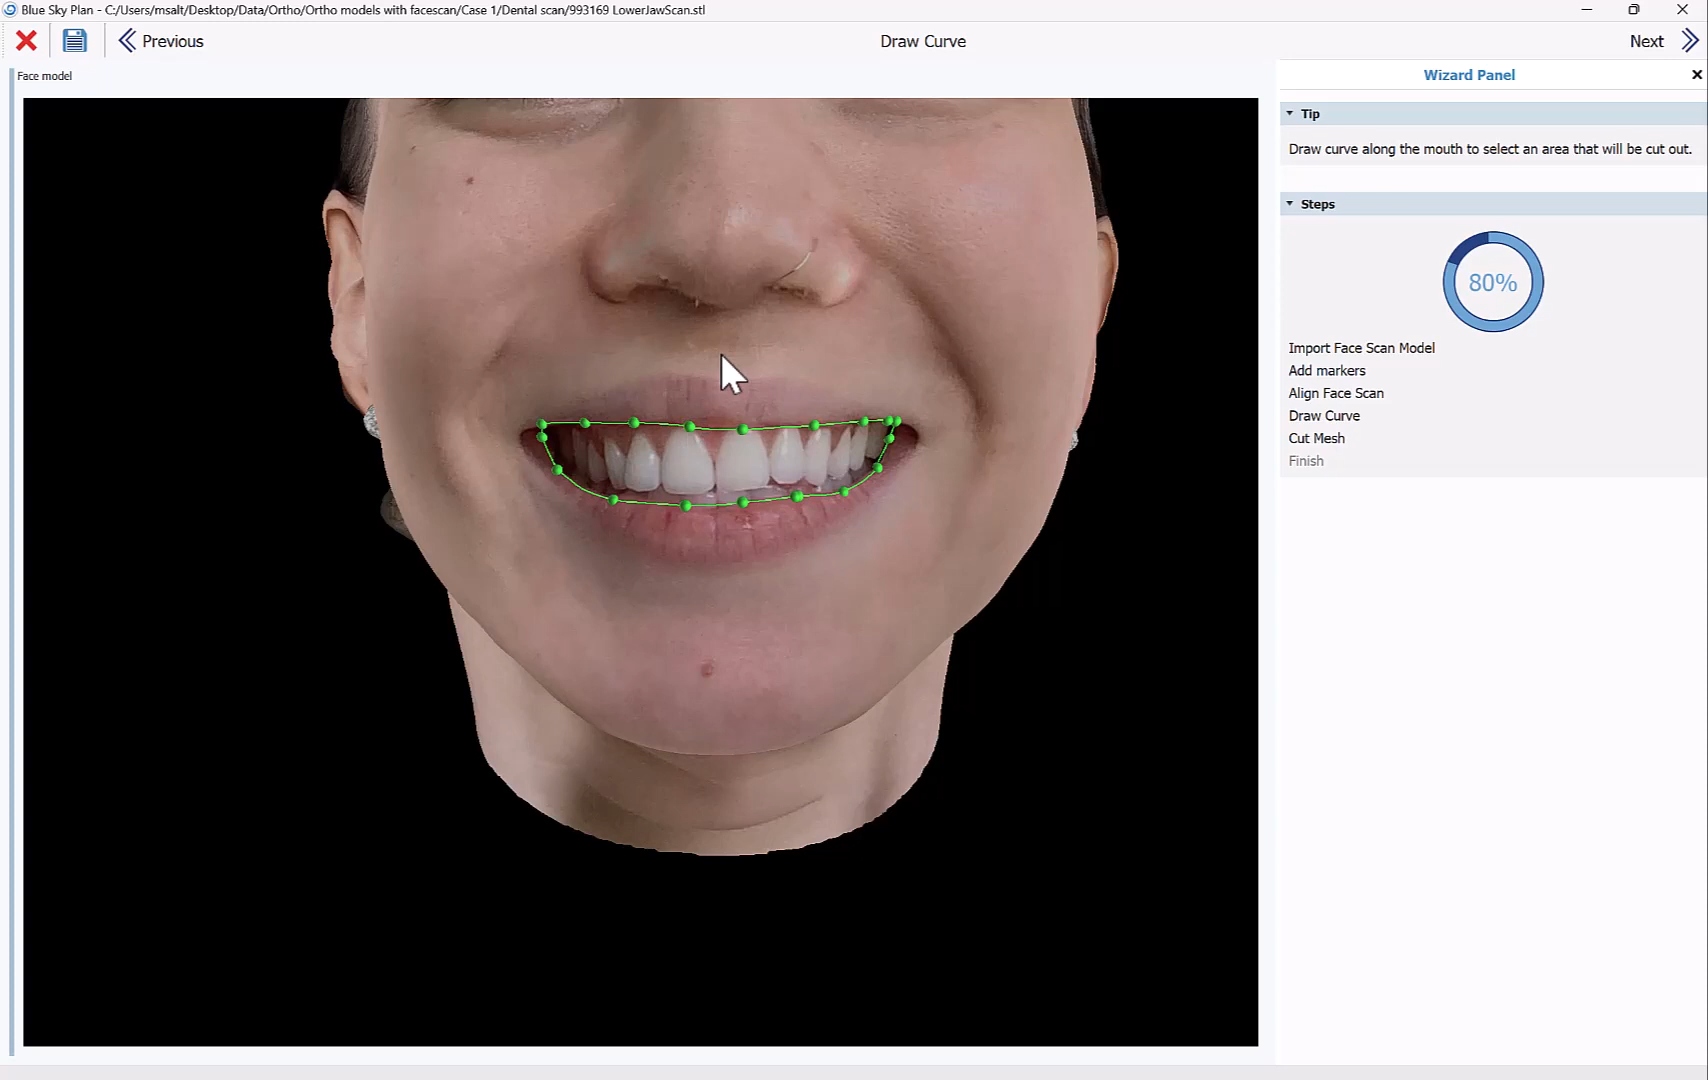 Blue Sky Plan - C:/Users/msalt/Desktop/Data/Ortho/Ortho models with facescan/Case 1/Dental scan/993169 LowerJawScan.stl
Previous
Draw Curve
Next
Face model
Wizard Panel
Tip
Draw curve along the mouth to select an area that will be cut out.
Steps
80%
Import Face Scan Model
Add markers
Align Face Scan
Draw Curve
Cut Mesh
Finish